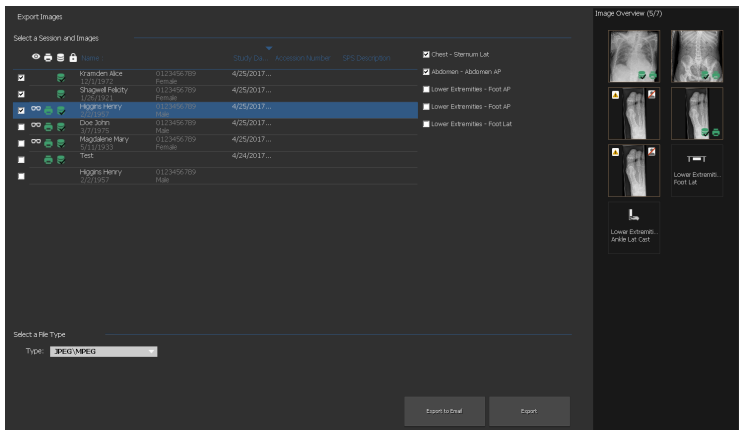 Export Images
Image Overview (5/7)
Select a Session and Images
Name
Study Da... Accession Number SPS Description
Kramden Alice 0123456789 4/25/2017...
12/1/1972 Female
Shagwell Felicity 0123456789 4/25/2017...
1/26/1921 Female
Higgins Henry 0123456789 4/25/2017...
2/2/1957 Male
Doe John 0123456789 4/25/2017...
3/7/1975 Male
Magdalene Mary 0123456789 4/25/2017...
5/11/1933 Female
Test 4/24/2017...
Higgins Henry 0123456789
2/2/1957 Male
Chest - Sternum Lat
Abdomen - Abdomen AP
Lower Extremities - Foot AP
Lower Extremities - Foot AP
Lower Extremities - Foot Lat
Lower Extremiti...
Foot Lat
Lower Extremiti...
Ankle Lat Cast
Select a File Type
Type: JPEG\MPEG
Export to Email
Export